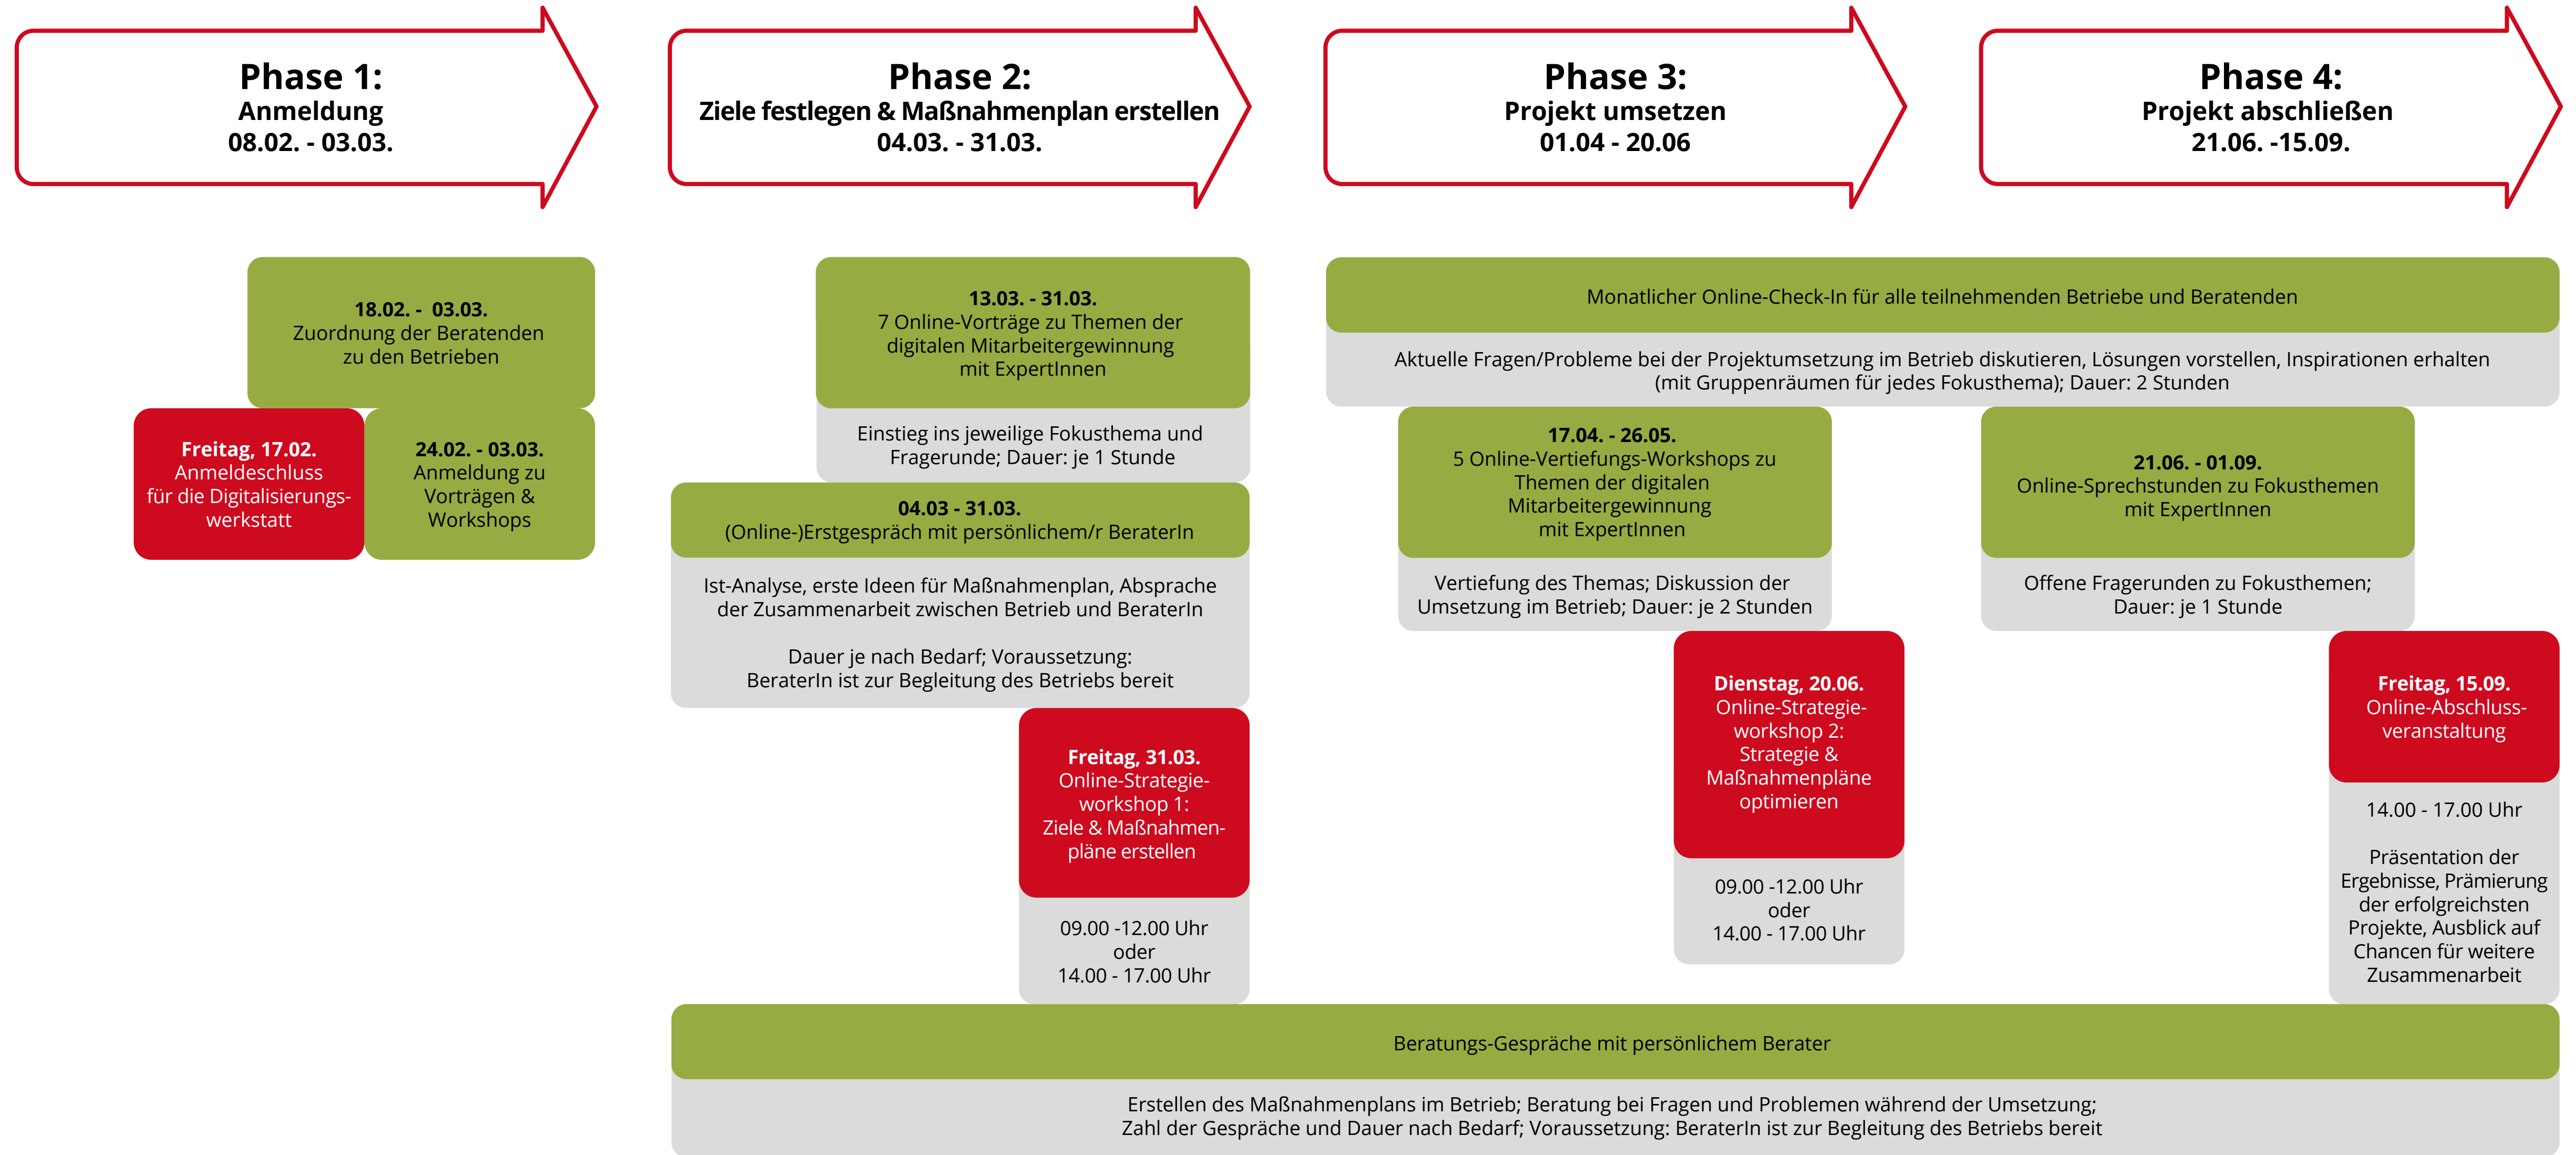 Phase 1:
Anmeldung
08.02. - 03.03.
Phase 2:
Ziele festlegen & Maßnahmenplan erstellen
04.03. - 31.03.
Phase 3:
Projekt umsetzen
01.04 - 20.06
Phase 4:
Projekt abschließen
21.06. -15.09.
18.02. - 03.03.
Zuordnung der Beratenden
zu den Betrieben
Freitag, 17.02.
Anmeldeschluss
für die Digitalisierungs-
werkstatt
24.02. - 03.03.
Anmeldung zu
Vorträgen &
Workshops
13.03. - 31.03.
7 Online-Vorträge zu Themen der
digitalen Mitarbeitergewinnung
mit ExpertInnen
Einstieg ins jeweilige Fokusthema und
Fragerunde; Dauer: je 1 Stunde
04.03 - 31.03.
(Online-)Erstgespräch mit persönlichem/r BeraterIn
Ist-Analyse, erste Ideen für Maßnahmenplan, Absprache
der Zusammenarbeit zwischen Betrieb und BeraterIn
Dauer je nach Bedarf; Voraussetzung:
BeraterIn ist zur Begleitung des Betriebs bereit
Freitag, 31.03.
Online-Strategie-
workshop 1:
Ziele & Maßnahmen-
pläne erstellen
09.00 -12.00 Uhr
oder
14.00 - 17.00 Uhr
Monatlicher Online-Check-In für alle teilnehmenden Betriebe und Beratenden
Aktuelle Fragen/Probleme bei der Projektumsetzung im Betrieb diskutieren, Lösungen vorstellen, Inspirationen erhalten
(mit Gruppenräumen für jedes Fokusthema); Dauer: 2 Stunden
17.04. - 26.05.
5 Online-Vertiefungs-Workshops zu
Themen der digitalen
Mitarbeitergewinnung
mit ExpertInnen
Vertiefung des Themas; Diskussion der
Umsetzung im Betrieb; Dauer: je 2 Stunden
Dienstag, 20.06.
Online-Strategie-
workshop 2:
Strategie &
Maßnahmenpläne
optimieren
09.00 -12.00 Uhr
oder
14.00 - 17.00 Uhr
21.06. - 01.09.
Online-Sprechstunden zu Fokusthemen
mit ExpertInnen
Offene Fragerunden zu Fokusthemen;
Dauer: je 1 Stunde
Freitag, 15.09.
Online-Abschluss-
veranstaltung
14.00 - 17.00 Uhr
Präsentation der
Ergebnisse, Prämierung
der erfolgreichsten
Projekte, Ausblick auf
Chancen für weitere
Zusammenarbeit
Beratungs-Gespräche mit persönlichem Berater
Erstellen des Maßnahmenplans im Betrieb; Beratung bei Fragen und Problemen während der Umsetzung;
Zahl der Gespräche und Dauer nach Bedarf; Voraussetzung: BeraterIn ist zur Begleitung des Betriebs bereit